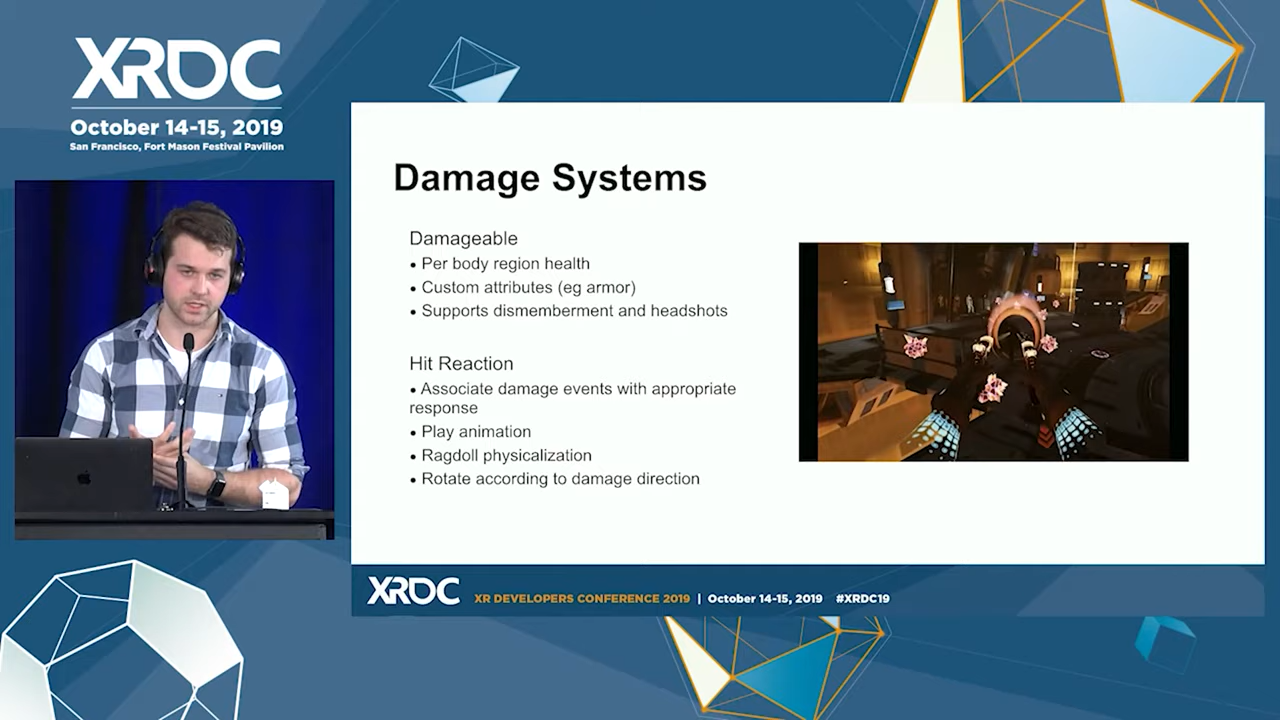 XRDC
October 14-15, 2019
San Francisco, Fort Mason Festival Pavilion
Damage Systems
Damageable
• Per body region health
• Custom attributes (eg armor)
• Supports dismemberment and headshots
Hit Reaction
• Associate damage events with appropriate
response
• Play animation
• Ragdoll physicalization
• Rotate according to damage direction
XRDC XR DEVELOPERS CONFERENCE 2019 | October 14-15, 2019 #XRDC19